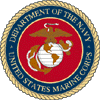 DEPARTMENT OF THE NAVY
UNITED STATES MARINE CORPS